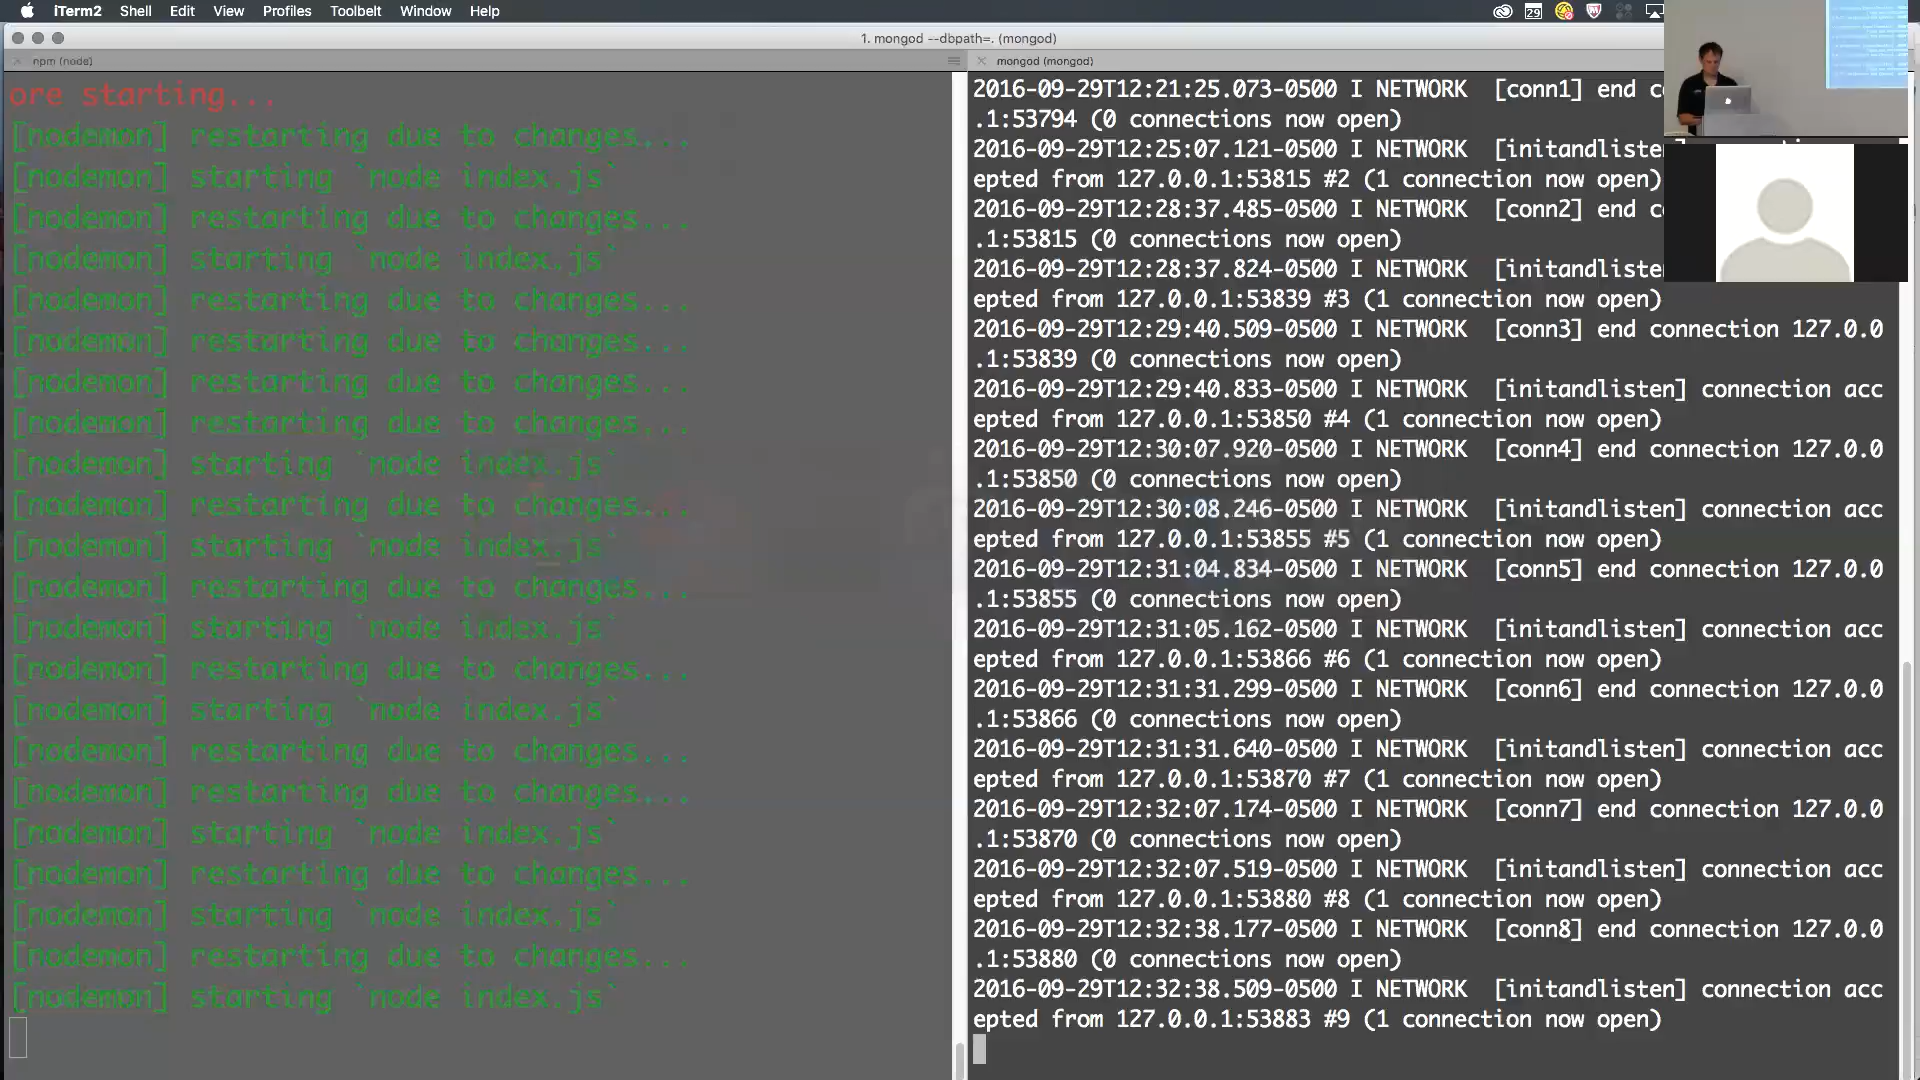 iTerm2 Shell Edit View Profiles Toolbelt Window Help
29
1. mongod --dbpath=. (mongod)
npm (node)
mongod (mongod)
ore starting...
[nodemon] restarting due to changes...
[nodemon] starting `node index.js`
[nodemon] restarting due to changes...
[nodemon] starting `node index.js`
[nodemon] restarting due to changes...
[nodemon] restarting due to changes...
[nodemon] restarting due to changes...
[nodemon] restarting due to changes...
[nodemon] starting `node index.js`
[nodemon] restarting due to changes...
[nodemon] starting `node index.js`
[nodemon] restarting due to changes...
[nodemon] starting `node index.js`
[nodemon] restarting due to changes...
[nodemon] starting `node index.js`
[nodemon] restarting due to changes...
[nodemon] restarting due to changes...
[nodemon] starting `node index.js`
[nodemon] restarting due to changes...
[nodemon] starting `node index.js`
[nodemon] restarting due to changes...
[nodemon] starting `node index.js`
2016-09-29T12:21:25.073-0500 I NETWORK [conn1] end c
.1:53794 (0 connections now open)
2016-09-29T12:25:07.121-0500 I NETWORK [initandliste
epted from 127.0.0.1:53815 #2 (1 connection now open)
2016-09-29T12:28:37.485-0500 I NETWORK [conn2] end c
.1:53815 (0 connections now open)
2016-09-29T12:28:37.824-0500 I NETWORK [initandliste
epted from 127.0.0.1:53839 #3 (1 connection now open)
2016-09-29T12:29:40.509-0500 I NETWORK [conn3] end connection 127.0.0
.1:53839 (0 connections now open)
2016-09-29T12:29:40.833-0500 I NETWORK [initandlisten] connection acc
epted from 127.0.0.1:53850 #4 (1 connection now open)
2016-09-29T12:30:07.920-0500 I NETWORK [conn4] end connection 127.0.0
.1:53850 (0 connections now open)
2016-09-29T12:30:08.246-0500 I NETWORK [initandlisten] connection acc
epted from 127.0.0.1:53855 #5 (1 connection now open)
2016-09-29T12:31:04.834-0500 I NETWORK [conn5] end connection 127.0.0
.1:53855 (0 connections now open)
2016-09-29T12:31:05.162-0500 I NETWORK [initandlisten] connection acc
epted from 127.0.0.1:53866 #6 (1 connection now open)
2016-09-29T12:31:31.299-0500 I NETWORK [conn6] end connection 127.0.0
.1:53866 (0 connections now open)
2016-09-29T12:31:31.640-0500 I NETWORK [initandlisten] connection acc
epted from 127.0.0.1:53870 #7 (1 connection now open)
2016-09-29T12:32:07.174-0500 I NETWORK [conn7] end connection 127.0.0
.1:53870 (0 connections now open)
2016-09-29T12:32:07.519-0500 I NETWORK [initandlisten] connection acc
epted from 127.0.0.1:53880 #8 (1 connection now open)
2016-09-29T12:32:38.177-0500 I NETWORK [conn8] end connection 127.0.0
.1:53880 (0 connections now open)
2016-09-29T12:32:38.509-0500 I NETWORK [initandlisten] connection acc
epted from 127.0.0.1:53883 #9 (1 connection now open)